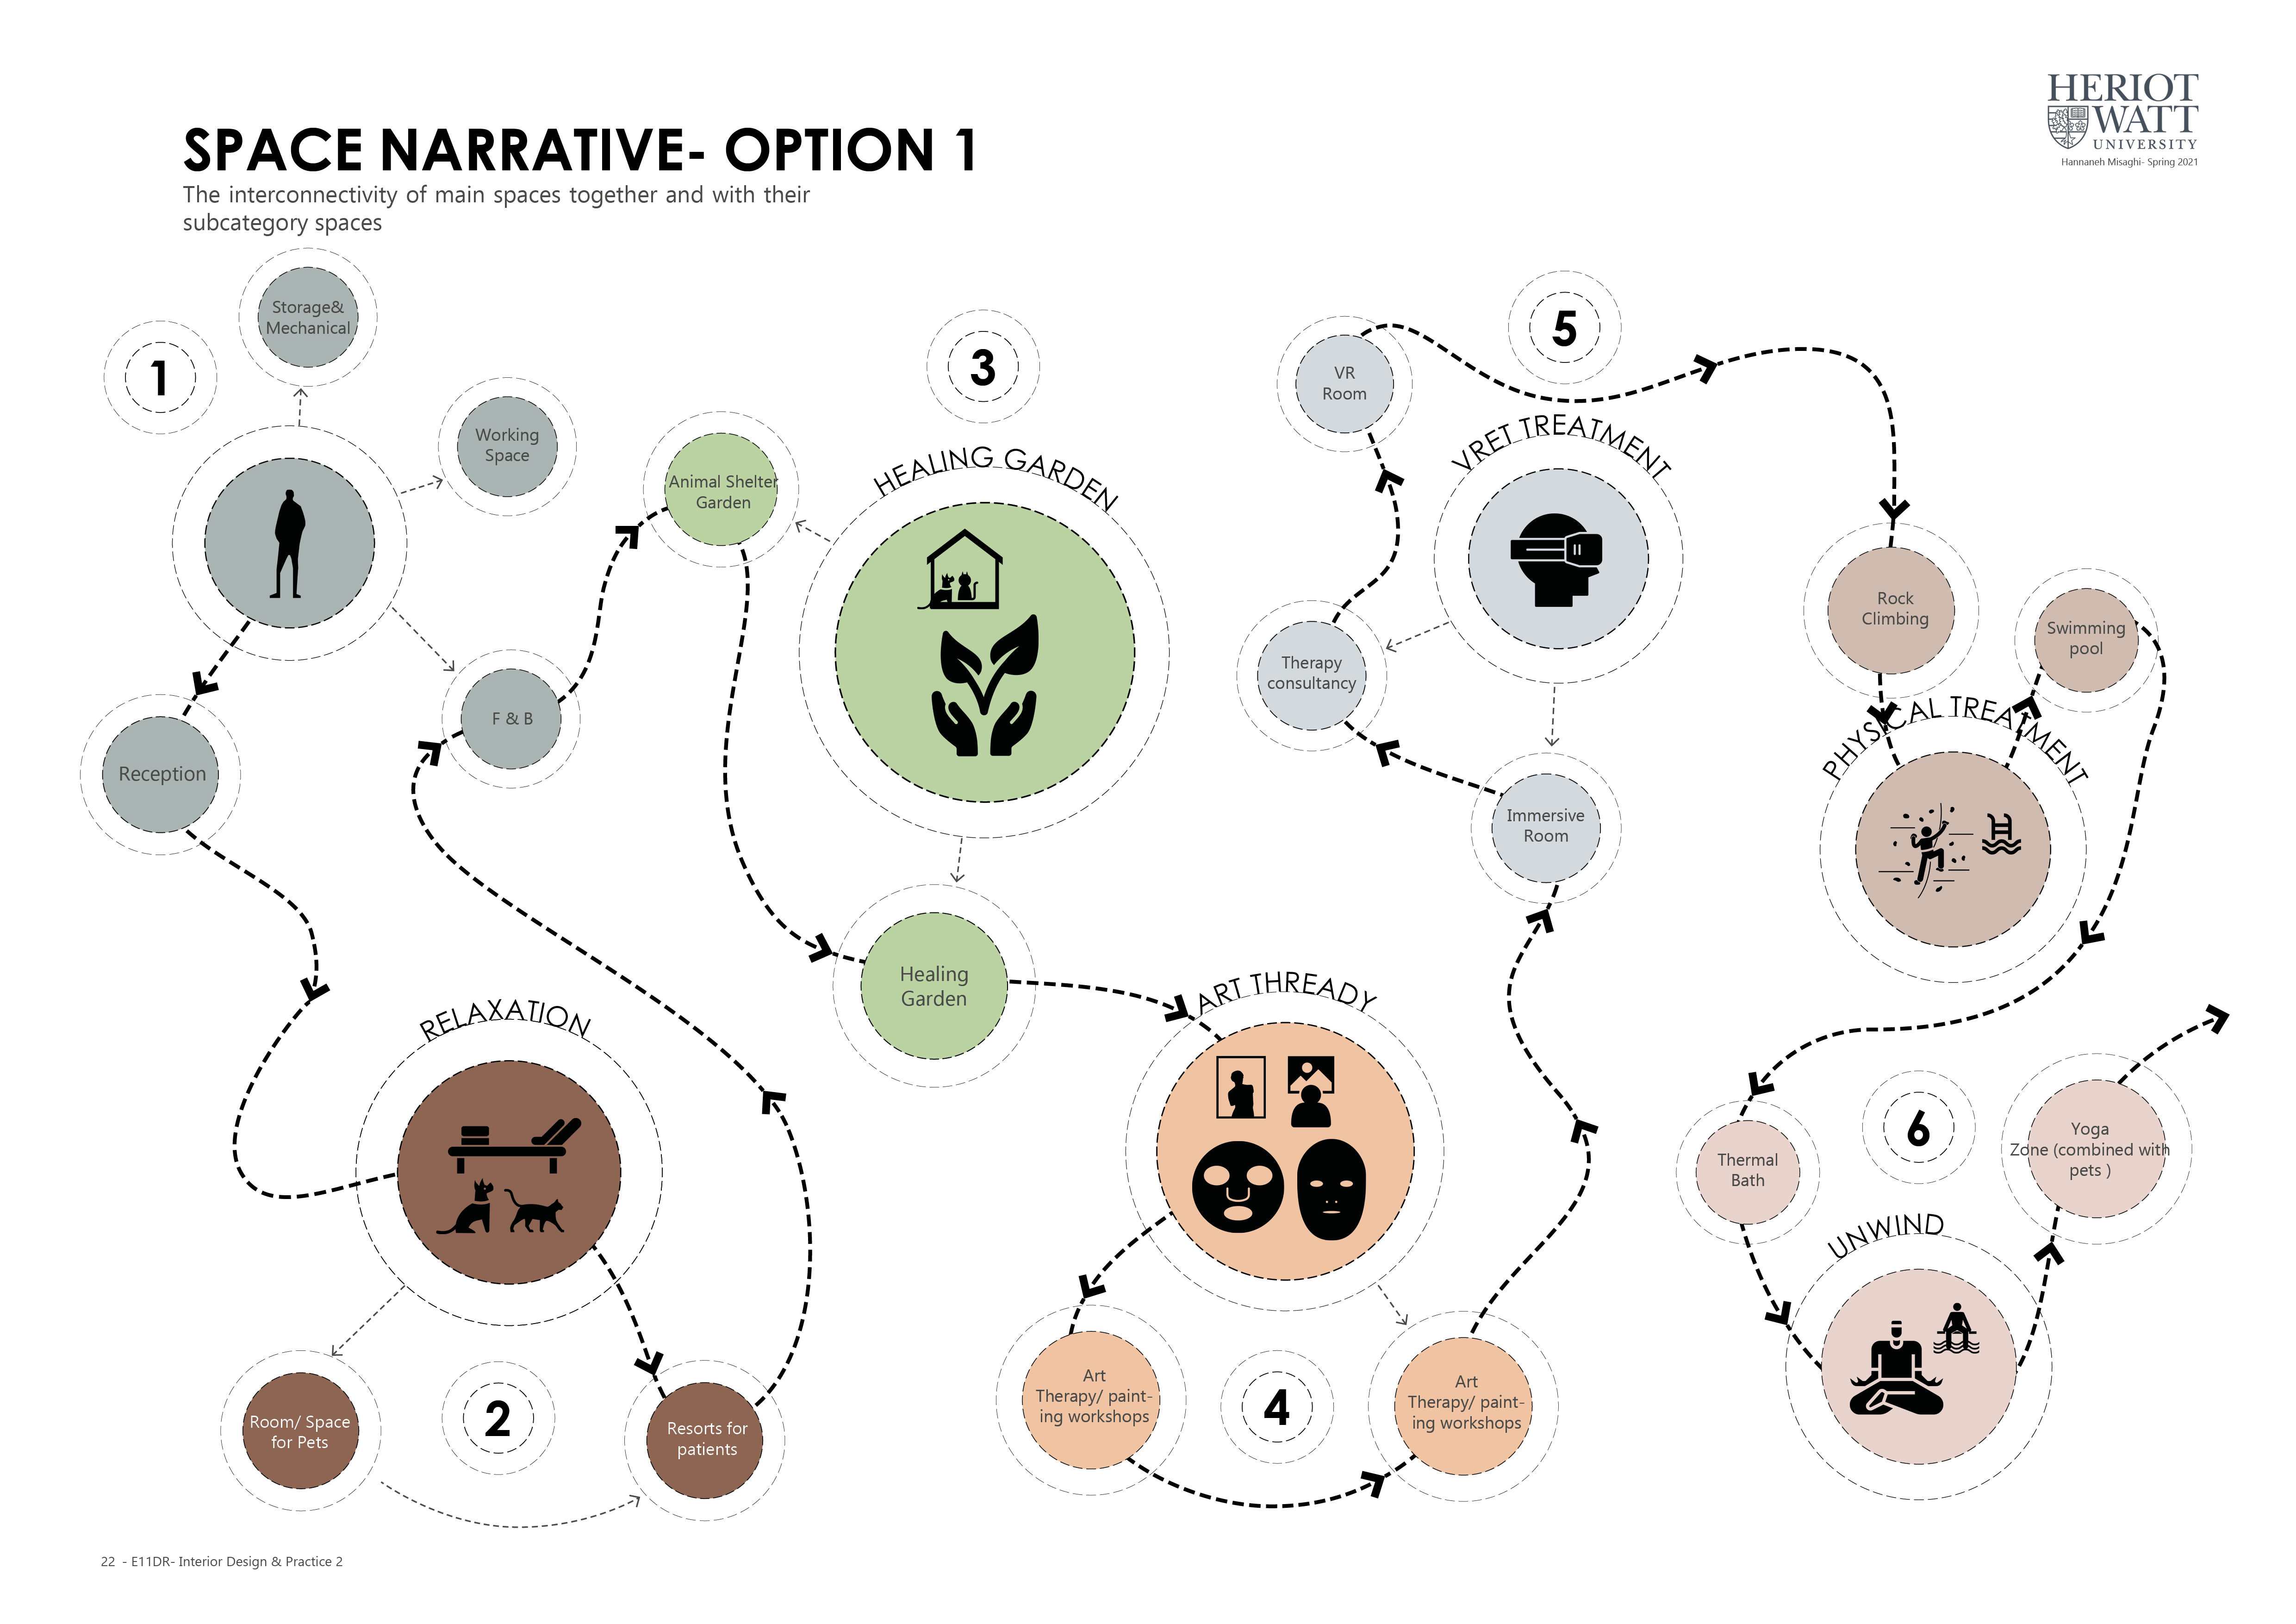 HERIOT
WATT
UNIVERSITY
Hannaneh Misaghi- Spring 2021
SPACE NARRATIVE- OPTION 1
The interconnectivity of main spaces together and with their
subcategory spaces
1
Storage&
Mechanical
Working
Space
Reception
F & B
RELAXATION
Room/ Space
for Pets
2
Resorts for
patients
3
Animal Shelter
Garden
HEALING GARDEN
Healing
Garden
ART THREADY
Art
Therapy/ paint-
ing workshops
4
Art
Therapy/ paint-
ing workshops
5
VR
Room
VRET TREATMENT
Therapy
consultancy
Immersive
Room
Rock
Climbing
Swimming
pool
PHYSICAL TREATMENT
6
Thermal
Bath
Yoga
Zone (combined with
pets )
UNWIND
22 - E11DR- Interior Design & Practice 2